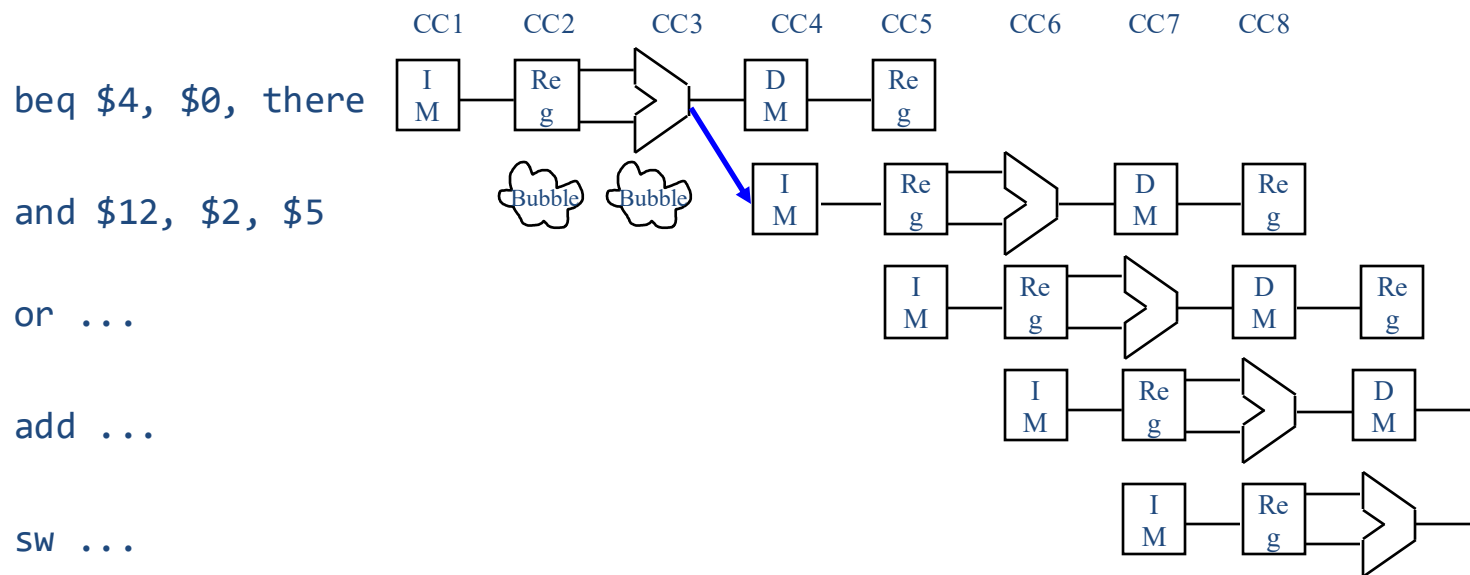 CC1 CC2 CC3 CC4 CC5 CC6 CC7 CC8
beq $4, $0, there
I
M
Re
g
D
M
Re
g
and $12, $2, $5
Bubble
Bubble
I
M
Re
g
D
M
Re
g
or ...
I
M
Re
g
D
M
Re
g
add ...
I
M
Re
g
D
M
sw ...
I
M
Re
g